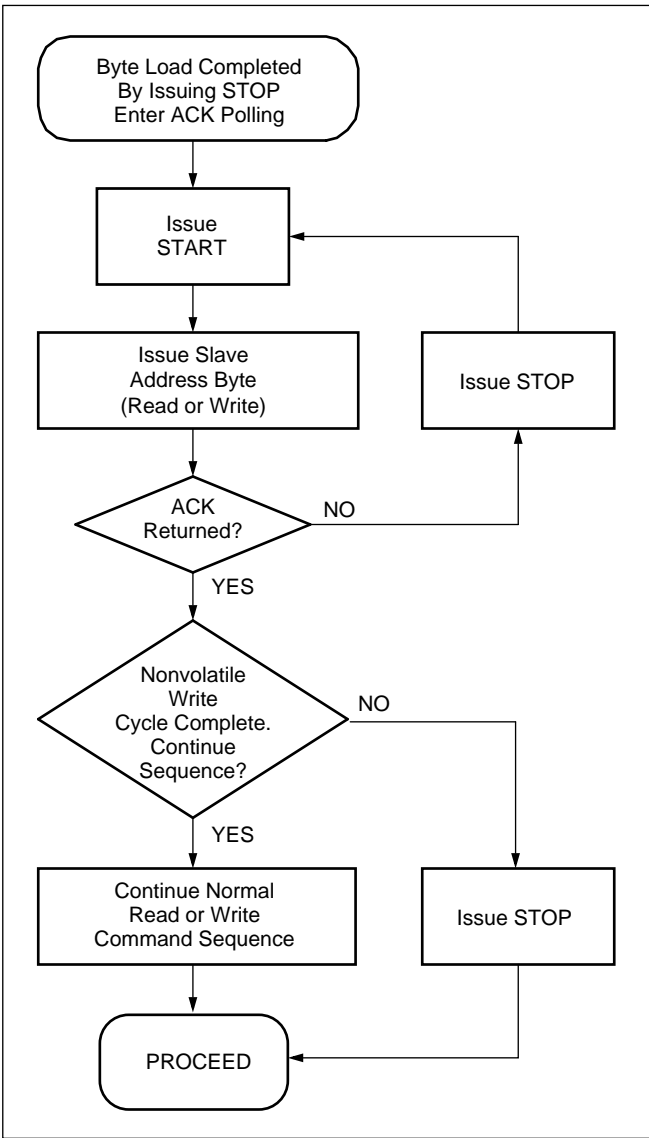 Byte Load Completed
By Issuing STOP
Enter ACK Polling
Issue
START
Issue Slave
Address Byte
(Read or Write)
Issue STOP
ACK
Returned?
NO
YES
Nonvolatile
Write
Cycle Complete.
Continue
Sequence?
NO
YES
Continue Normal
Read or Write
Command Sequence
Issue STOP
PROCEED